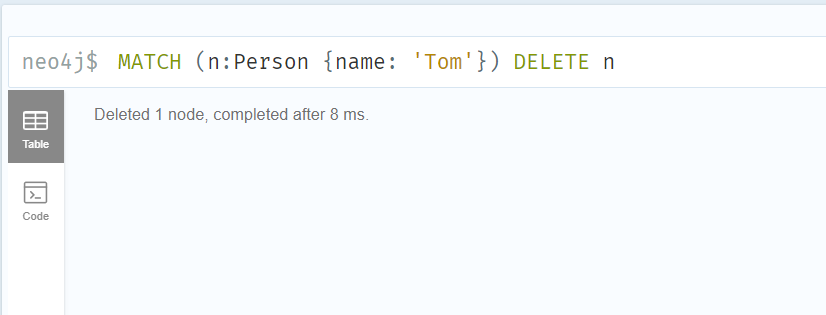 neo4j$ MATCH (n:Person {name: 'Tom'}) DELETE n
Deleted 1 node, completed after 8 ms.
Table
Code